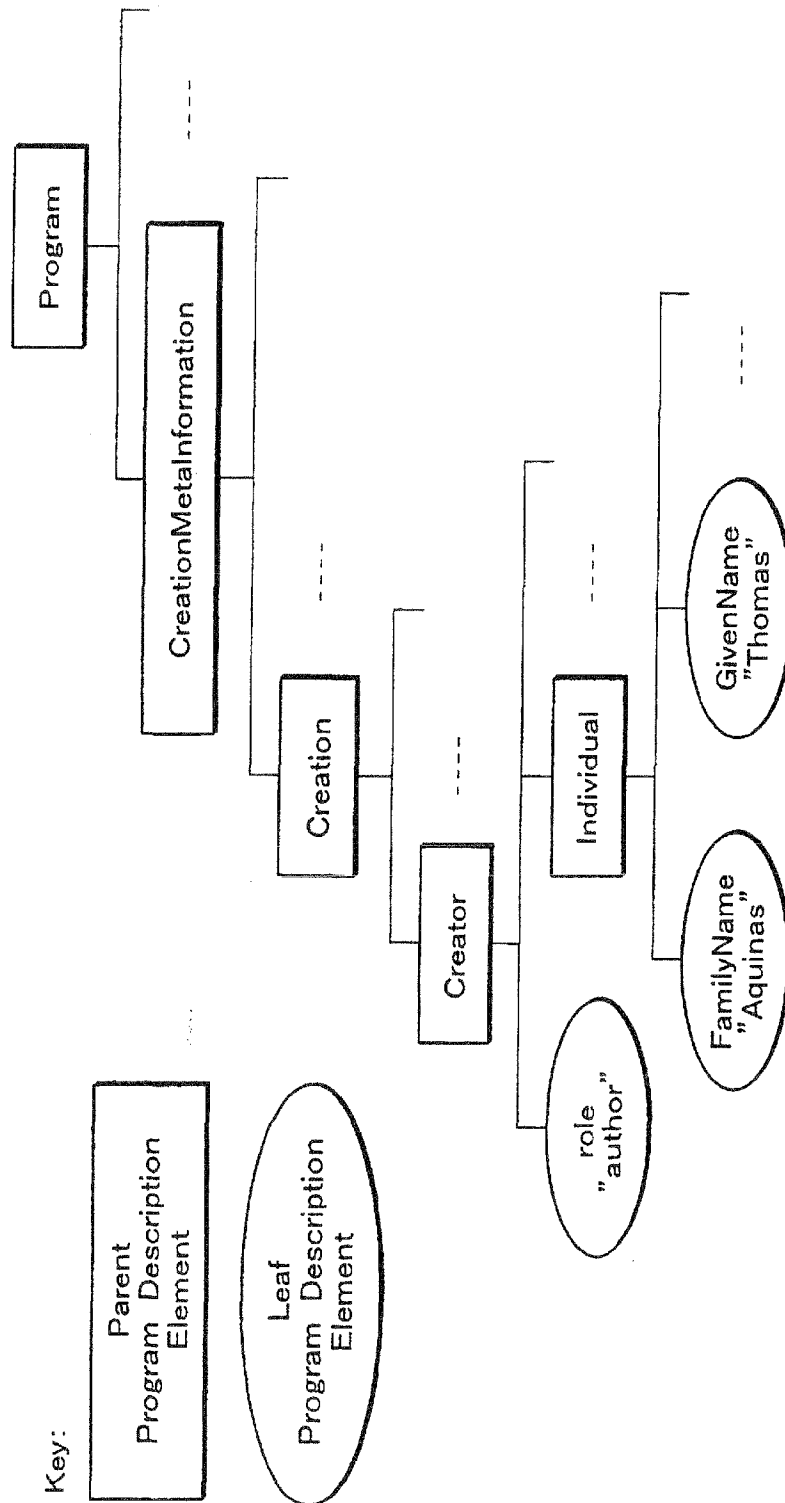 Key:
Parent
Program Description
Element
Leaf
Program Description
Element
Program
CreationMetaInformation
Creation
Creator
role
"author"
Individual
FamilyName
"Aquinas"
GivenName
"Thomas"